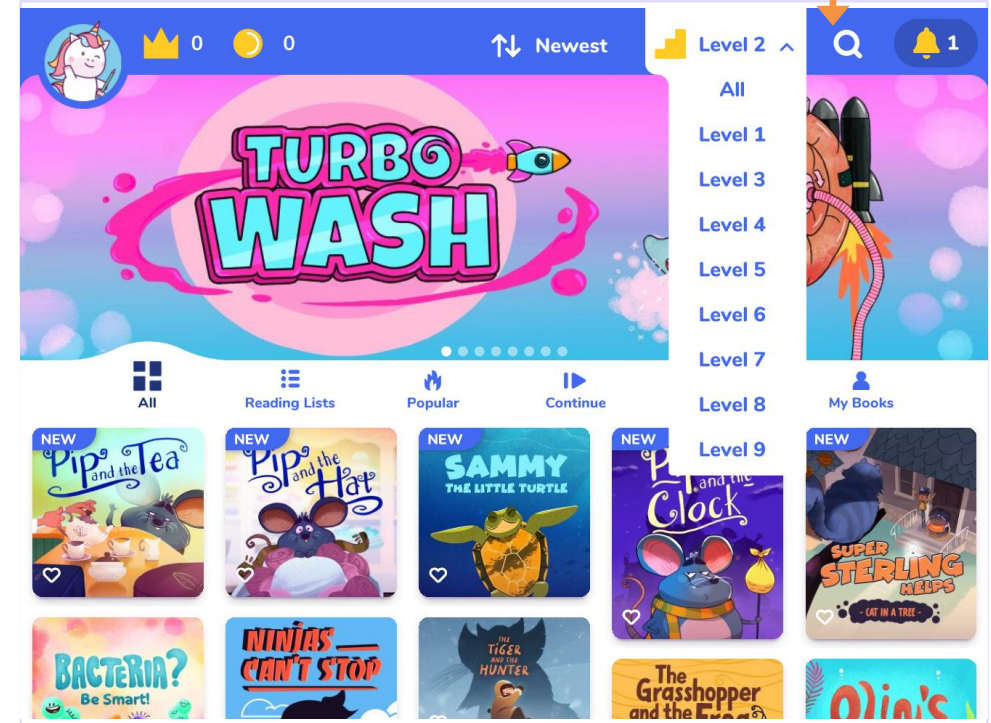 0
0
Newest
Level 2
1
All
Level 1
Level 3
Level 4
Level 5
Level 6
Level 7
Level 8
Level 9
TURBO
WASH
All
Reading Lists
Popular
Continue
My Books
NEW
Pip
and the Tea
NEW
Pip
and the
Hat
NEW
SAMMY
THE LITTLE TURTLE
NEW
and the
Clock
NEW
SUPER
STERLING
HELPS
- CAT IN A TREE -
BACTERIA?
Be Smart!
NINJAS
CAN'T STOP
THE
TIGER
AND THE
HUNTER
The
Grasshopper
and the Frog
Olin's